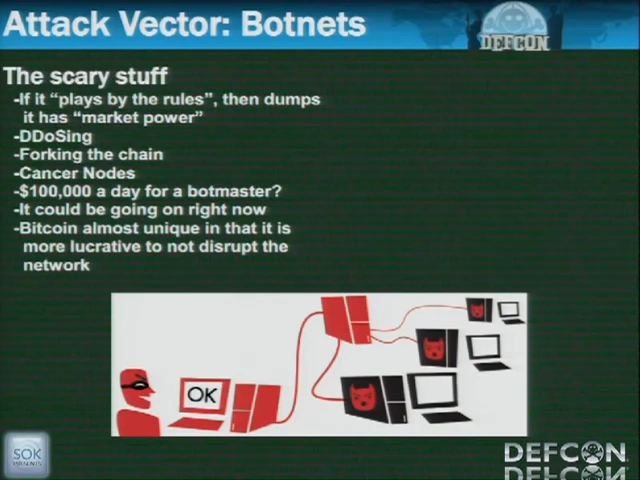 Attack Vector: Botnets
DEFCON
The scary stuff
-If it “plays by the rules”, then dumps
it has “market power”
-DDoSing
-Forking the chain
-Cancer Nodes
-$100,000 a day for a botmaster?
-It could be going on right now
-Bitcoin almost unique in that it is
more lucrative to not disrupt the
network
OK
SOK
DEFCON